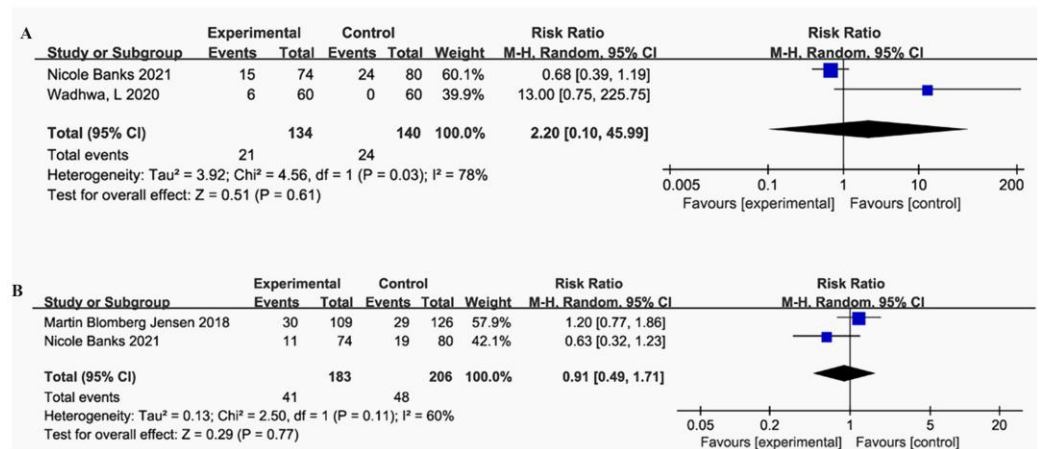 A
Experimental Control Risk Ratio Risk Ratio
Study or Subgroup Events Total Events Total Weight M-H, Random, 95% CI M-H, Random, 95% CI
Nicole Banks 2021 15 74 24 80 60.1% 0.68 [0.39, 1.19]
Wadhwa, L 2020 6 60 0 60 39.9% 13.00 [0.75, 225.75]
Total (95% CI) 134 140 100.0% 2.20 [0.10, 45.99]
Total events 21 24
Heterogeneity: Tau² = 3.92; Chi² = 4.56, df = 1 (P = 0.03); I² = 78%
Test for overall effect: Z = 0.51 (P = 0.61)
0.005 0.1 1 10 200
Favours [experimental] Favours [control]
B
Experimental Control Risk Ratio Risk Ratio
Study or Subgroup Events Total Events Total Weight M-H, Random, 95% CI M-H, Random, 95% CI
Martin Blomberg Jensen 2018 30 109 29 126 57.9% 1.20 [0.77, 1.86]
Nicole Banks 2021 11 74 19 80 42.1% 0.63 [0.32, 1.23]
Total (95% CI) 183 206 100.0% 0.91 [0.49, 1.71]
Total events 41 48
Heterogeneity: Tau² = 0.13; Chi² = 2.50, df = 1 (P = 0.11); I² = 60%
Test for overall effect: Z = 0.29 (P = 0.77)
0.05 0.2 1 5 20
Favours [experimental] Favours [control]